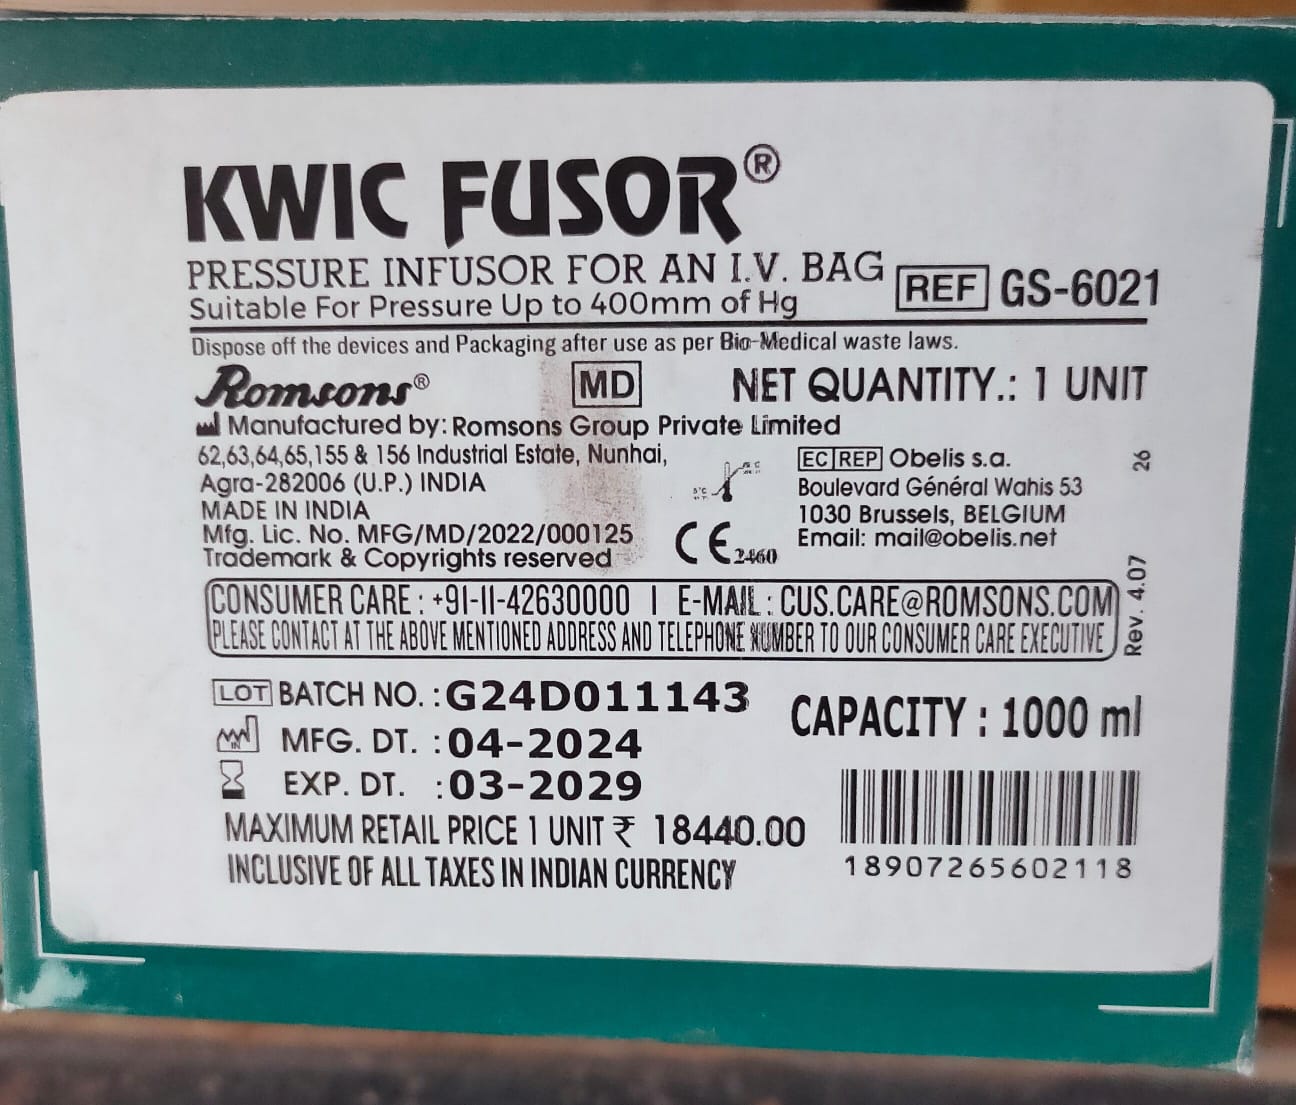 KWIC FUSOR®
PRESSURE INFUSOR FOR AN I.V. BAG
Suitable For Pressure Up to 400mm of Hg
REF GS-6021
Dispose off the devices and Packaging after use as per Bio-Medical waste laws.
Romsons®
MD
NET QUANTITY.: 1 UNIT
Manufactured by: Romsons Group Private Limited
62,63,64,65,155 & 156 Industrial Estate, Nunhai,
Agra-282006 (U.P.) INDIA
MADE IN INDIA
Mfg. Lic. No. MFG/MD/2022/000125
Trademark & Copyrights reserved
CE 2460
EC REP Obelis s.a.
Boulevard Général Wahis 53
1030 Brussels, BELGIUM
Email: mail@obelis.net
26
Rev. 4.07
CONSUMER CARE : +91-11-42630000 | E-MAIL : CUS.CARE@ROMSONS.COM
PLEASE CONTACT AT THE ABOVE MENTIONED ADDRESS AND TELEPHONE NUMBER TO OUR CONSUMER CARE EXECUTIVE
LOT BATCH NO. : G24D011143
IN MFG. DT. : 04-2024
EXP. DT. : 03-2029
MAXIMUM RETAIL PRICE 1 UNIT ₹ 18440.00
INCLUSIVE OF ALL TAXES IN INDIAN CURRENCY
CAPACITY : 1000 ml
18907265602118